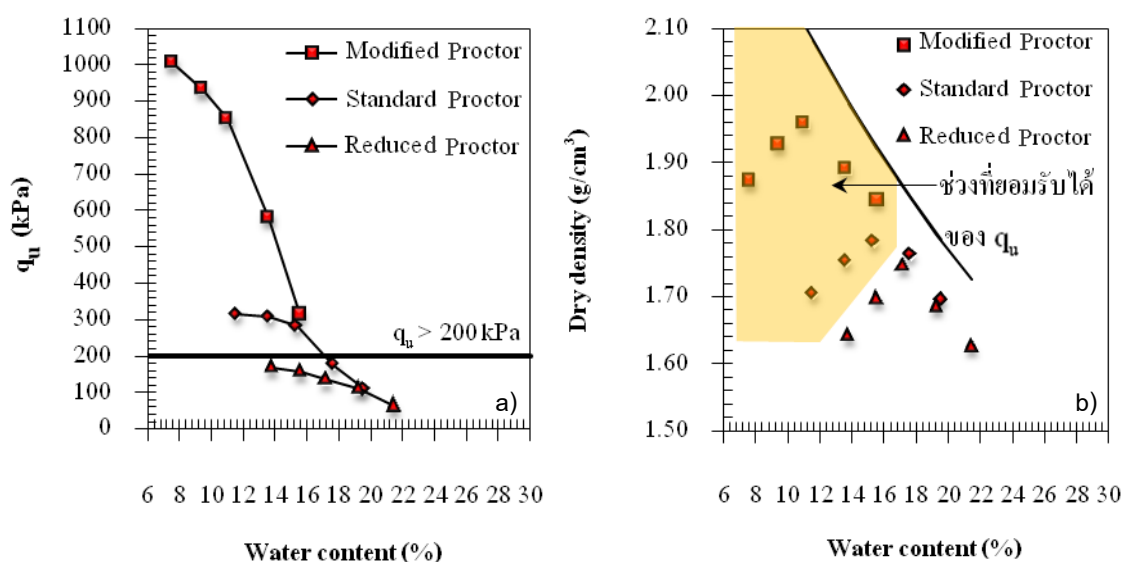 1100
1000
900
800
700
600
500
400
300
200
100
0
qu (kPa)
Modified Proctor
Standard Proctor
Reduced Proctor
qu > 200 kPa
a)
6 8 10 12 14 16 18 20 22 24 26 28 30
Water content (%)
2.10
2.00
1.90
1.80
1.70
1.60
1.50
Dry density (g/cm³)
Modified Proctor
Standard Proctor
Reduced Proctor
ช่วงที่ยอมรับได้
ของ qu
b)
6 8 10 12 14 16 18 20 22 24 26 28 30
Water content (%)